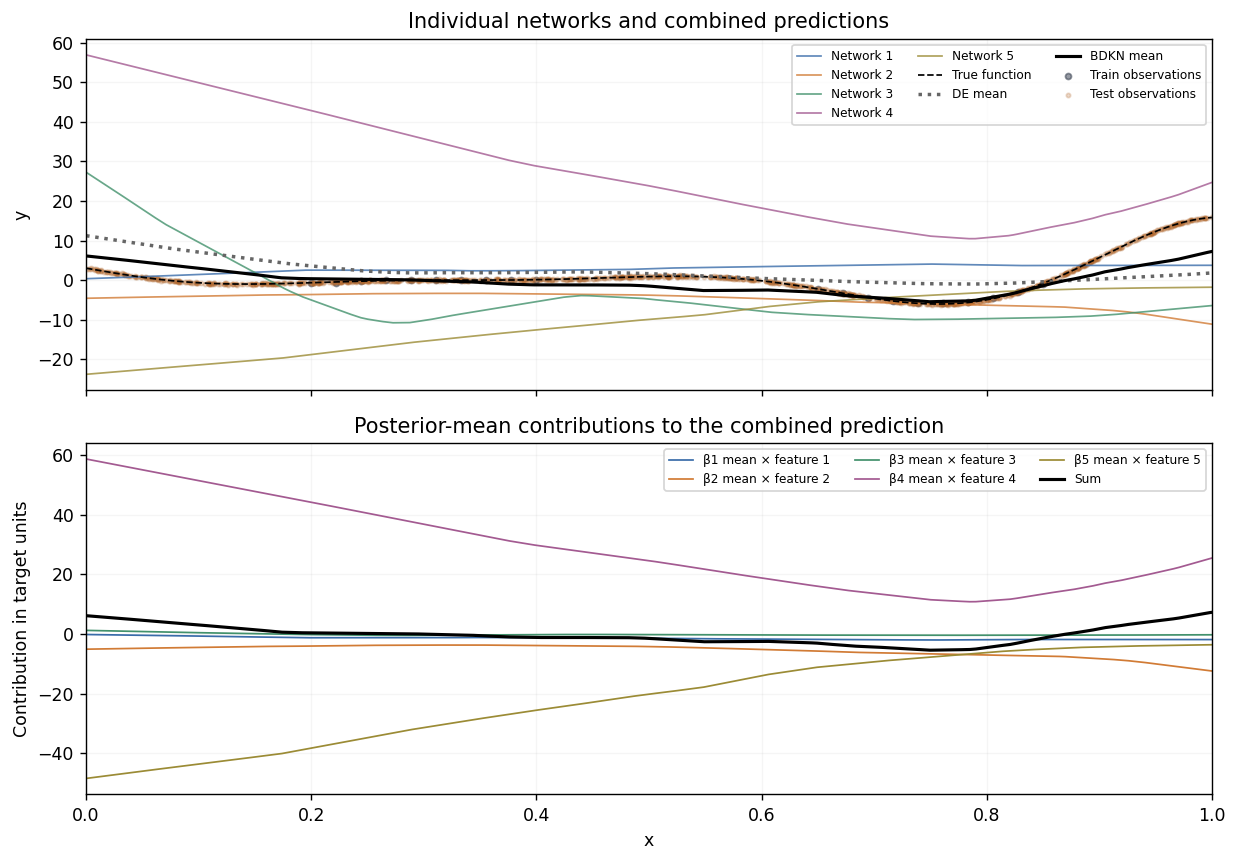 Individual networks and combined predictions
60
50
40
30
20
10
0
−10
−20
y
Network 1
Network 2
Network 3
Network 4
Network 5
True function
DE mean
BDKN mean
Train observations
Test observations
Posterior-mean contributions to the combined prediction
60
40
20
0
−20
−40
Contribution in target units
β1 mean × feature 1
β2 mean × feature 2
β3 mean × feature 3
β4 mean × feature 4
β5 mean × feature 5
Sum
0.0 0.2 0.4 0.6 0.8 1.0
x